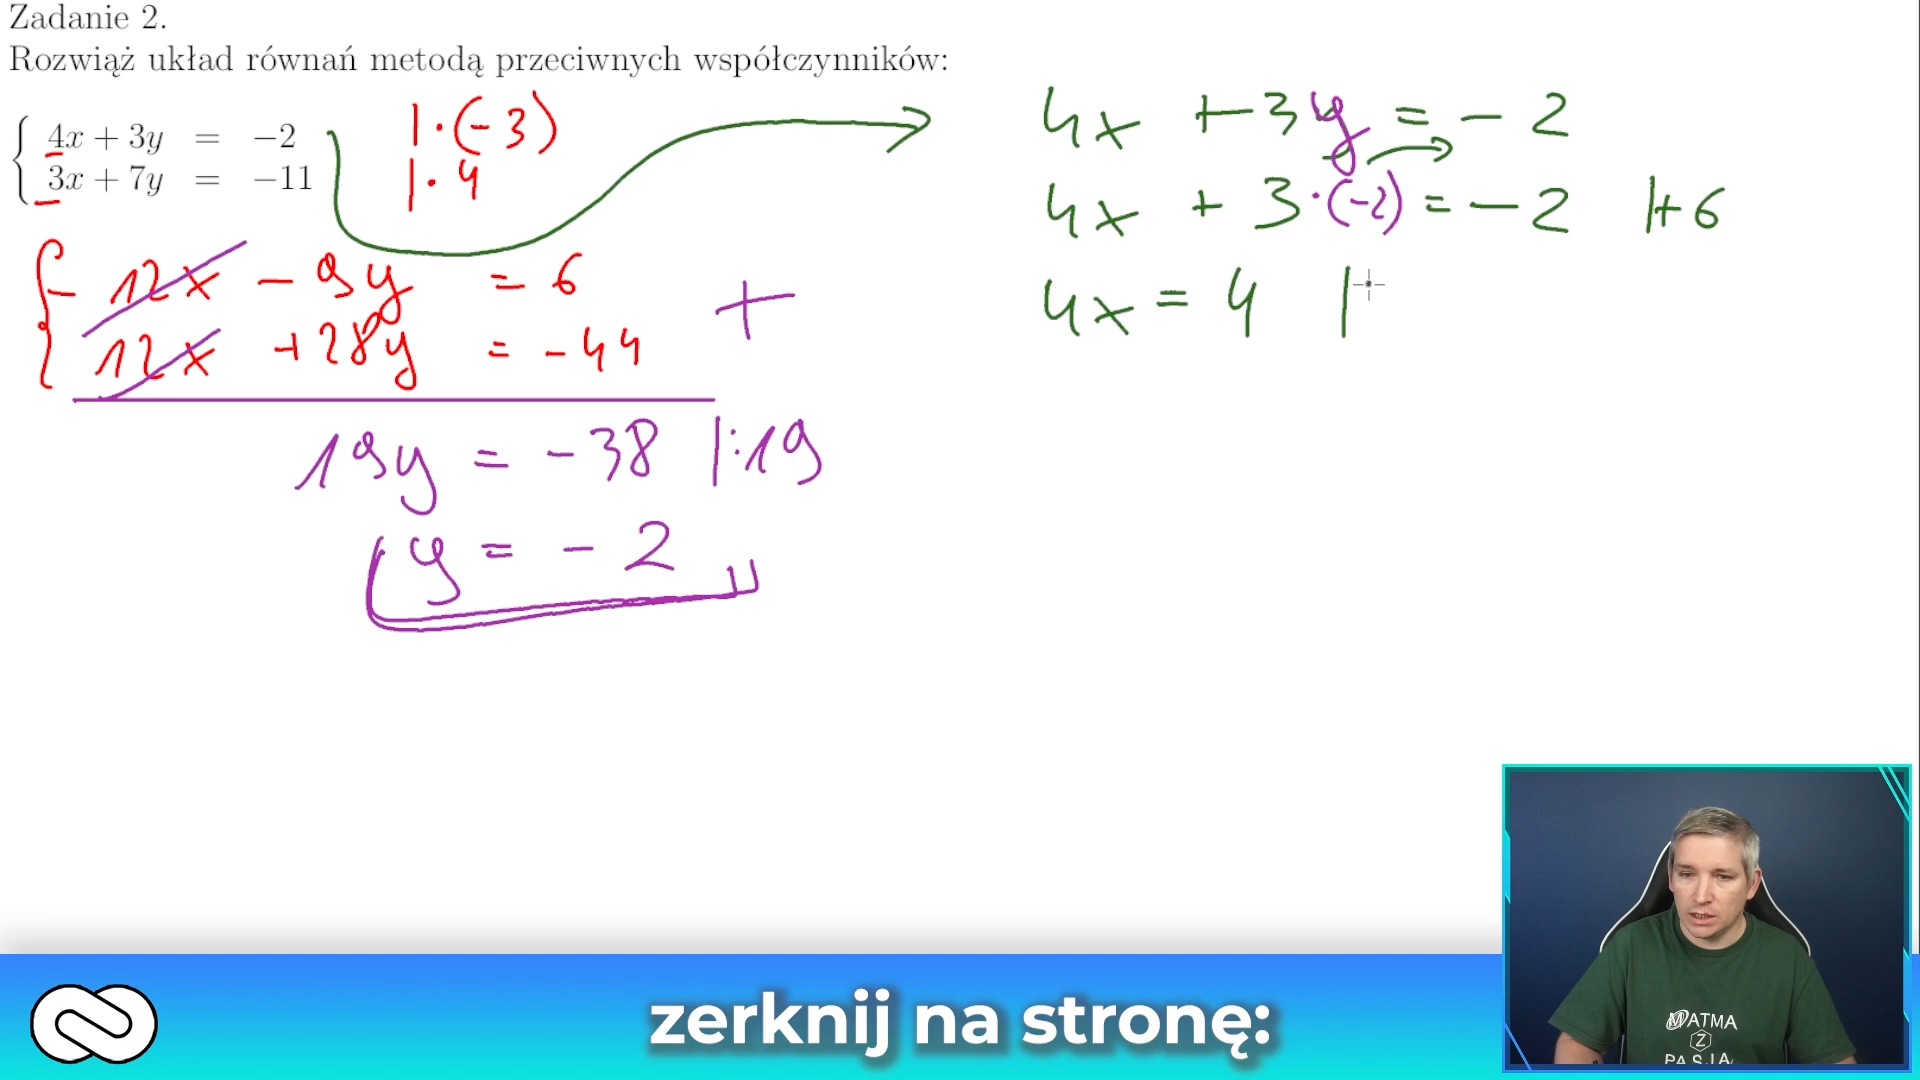 Zadanie 2.
Rozwiąż układ równań metodą przeciwnych współczynników:
4x + 3y = −2 |·(−3)
3x + 7y = −11 |·4
−12x − 9y = 6
12x + 28y = −44
+
19y = −38 |:19
y = −2
4x + 3y = −2
4x + 3·(−2) = −2 |+6
4x = 4 |
zerknij na stronę:
MATMA
Z
PASJĄ